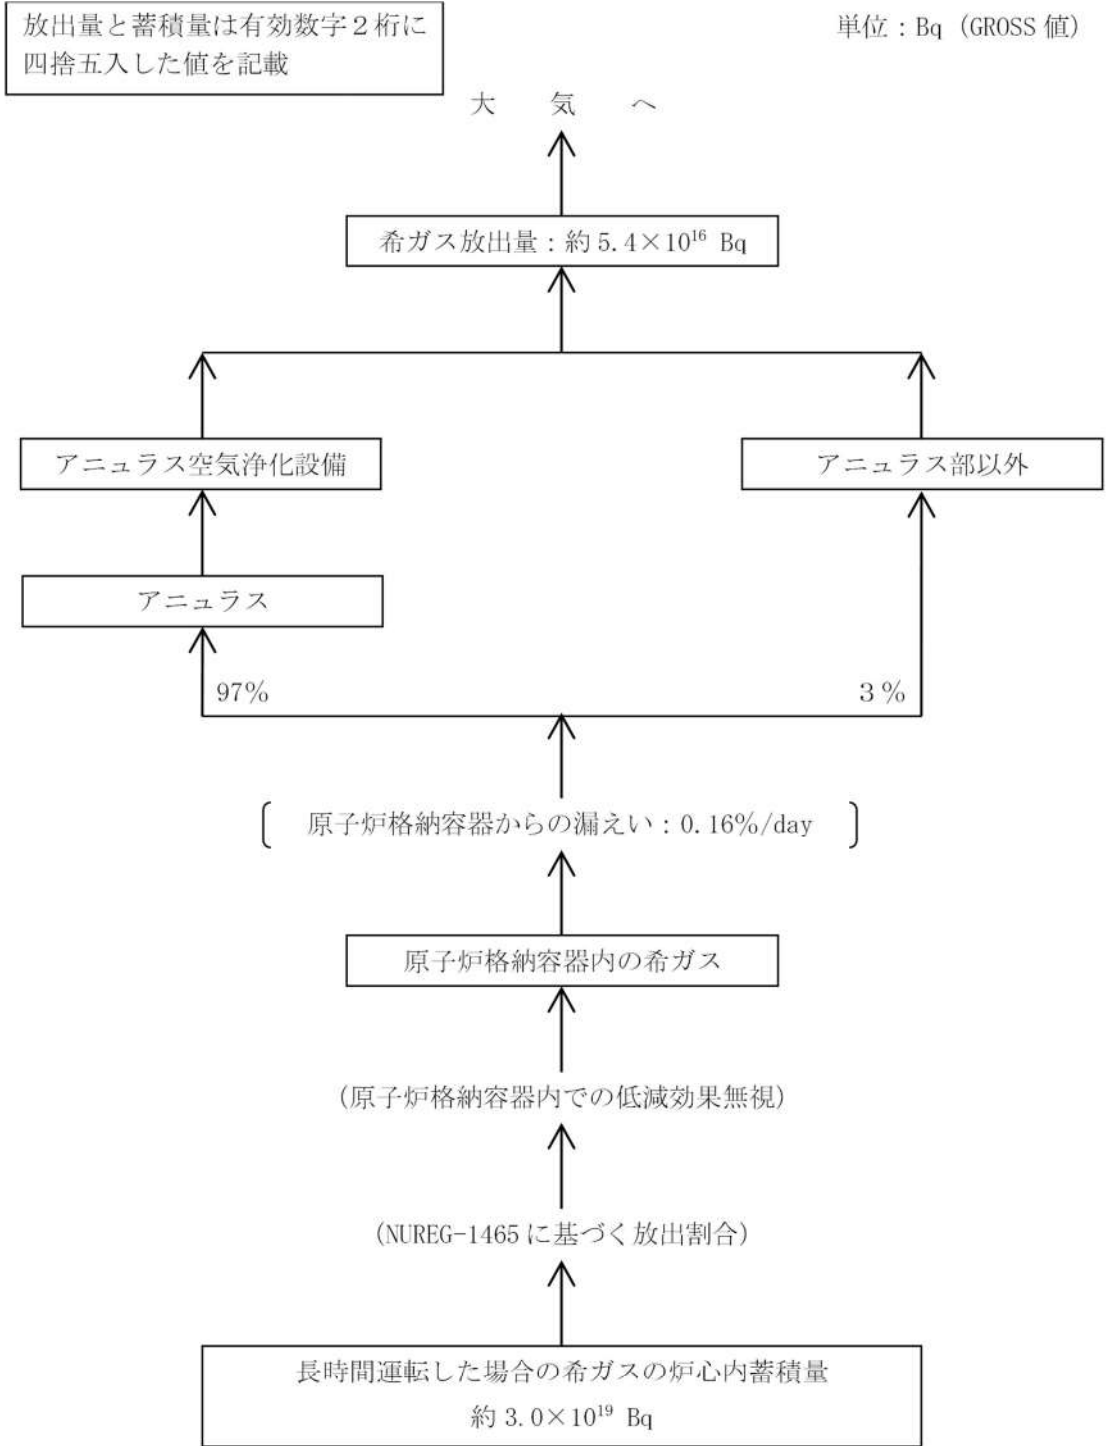 放出量と蓄積量は有効数字２桁に
四捨五入した値を記載
単位：Bq（GROSS 値）
大　気　へ
希ガス放出量：約 5.4×10¹⁶ Bq
アニュラス空気浄化設備
アニュラス部以外
アニュラス
97%
３%
原子炉格納容器からの漏えい：0.16%/day
原子炉格納容器内の希ガス
(原子炉格納容器内での低減効果無視)
(NUREG-1465 に基づく放出割合)
長時間運転した場合の希ガスの炉心内蓄積量
約 3.0×10¹⁹ Bq